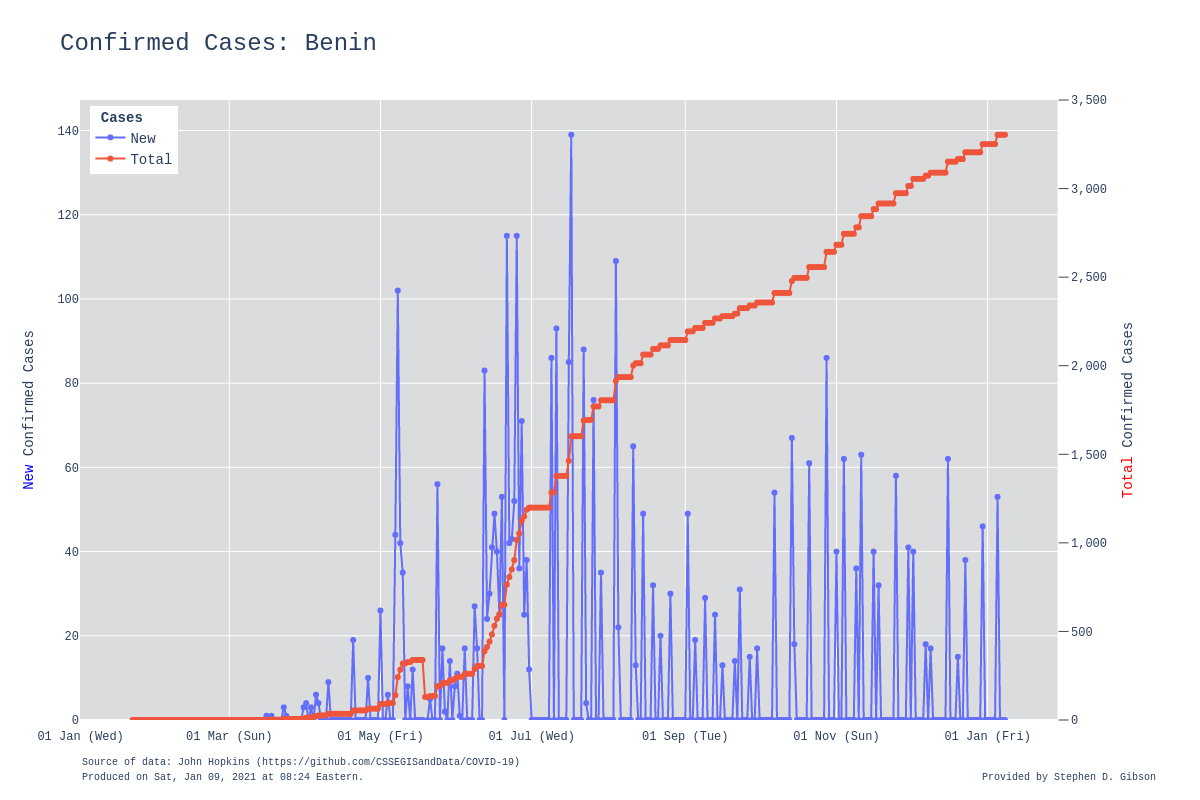 Confirmed Cases: Benin
Cases
New
Total
140
120
100
80
60
40
20
0
3,500
3,000
2,500
2,000
1,500
1,000
500
0
New Confirmed Cases
Total Confirmed Cases
01 Jan (Wed)
01 Mar (Sun)
01 May (Fri)
01 Jul (Wed)
01 Sep (Tue)
01 Nov (Sun)
01 Jan (Fri)
Source of data: John Hopkins (https://github.com/CSSEGISandData/COVID-19)
Produced on Sat, Jan 09, 2021 at 08:24 Eastern.
Provided by Stephen D. Gibson